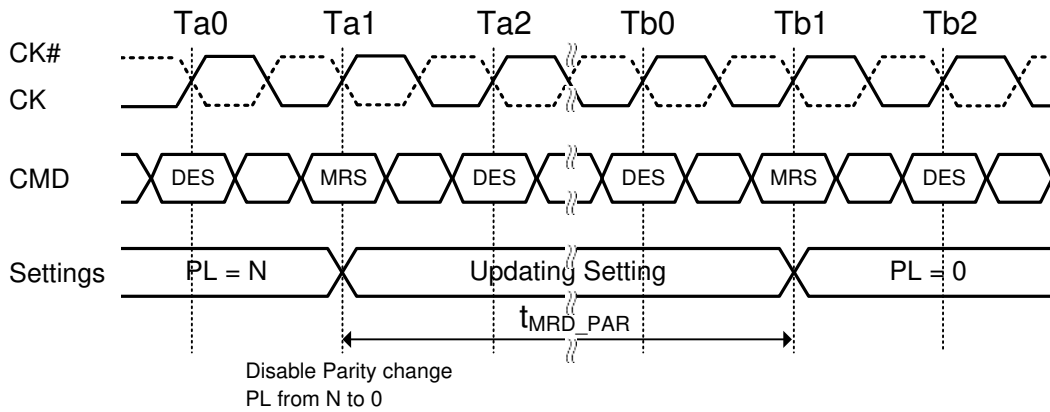 Ta0 Ta1 Ta2 Tb0 Tb1 Tb2
CK#
CK
CMD DES MRS DES DES MRS DES
Settings PL = N Updating Setting PL = 0
tMRD_PAR
Disable Parity change
PL from N to 0